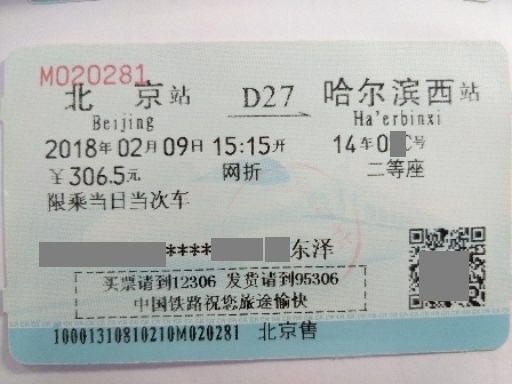 M020281
北 京站 D27 哈尔滨西站
Beijing Ha'erbinxi
2018年02月09日 15:15开 14车0 C号
￥306.5元 网折 二等座
限乘当日当次车
**** 东泽
买票请到12306 发货请到95306
中国铁路祝您旅途愉快
10001310810210M020281 北京售